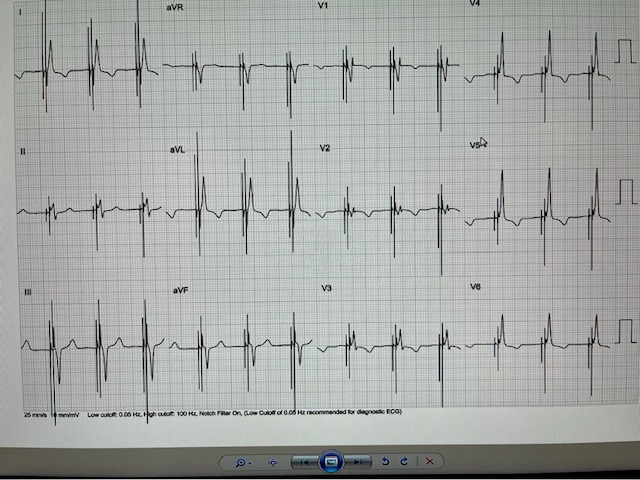 I aVR V1 V4
II aVL V2 V5
III aVF V3 V6
25 mm/s 10 mm/mV Low cutoff: 0.05 Hz, High cutoff: 100 Hz, Notch Filter On, (Low Cutoff of 0.05 Hz recommended for diagnostic ECG)